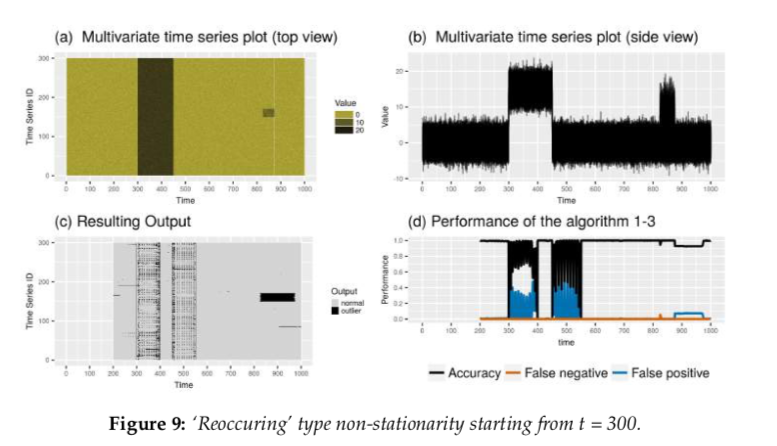 (a) Multivariate time series plot (top view)
Time Series ID
300
200
100
0
0 100 200 300 400 500 600 700 800 900 1000
Time
Value
0
10
20
(b) Multivariate time series plot (side view)
Value
20
10
0
-10
0 100 200 300 400 500 600 700 800 900 1000
Time
(c) Resulting Output
Time Series ID
300
200
100
0
0 100 200 300 400 500 600 700 800 900 1000
Time
Output
normal
outlier
(d) Performance of the algorithm 1-3
Performance
1.0
0.8
0.6
0.4
0.2
0.0
0 100 200 300 400 500 600 700 800 900 1000
time
Accuracy False negative False positive
Figure 9: ‘Reoccuring’ type non-stationarity starting from t = 300.